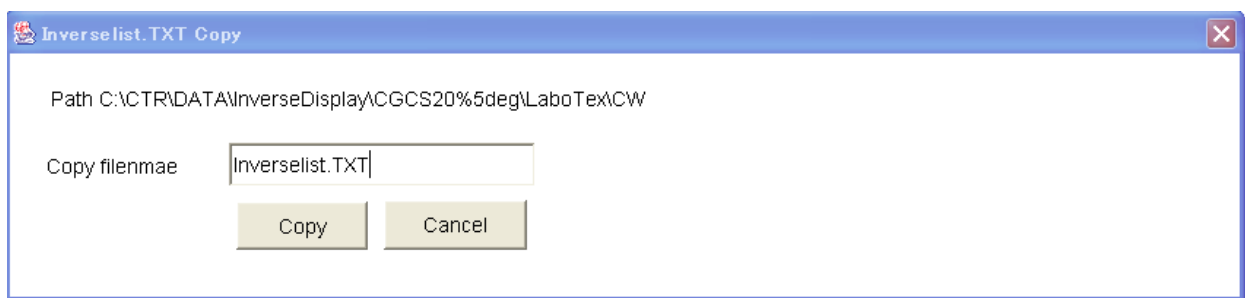 Inverselist.TXT Copy
Path C:\CTR\DATA\InverseDisplay\CGCS20%5deg\LaboTex\CW
Copy filenmae Inverselist.TXT
Copy Cancel